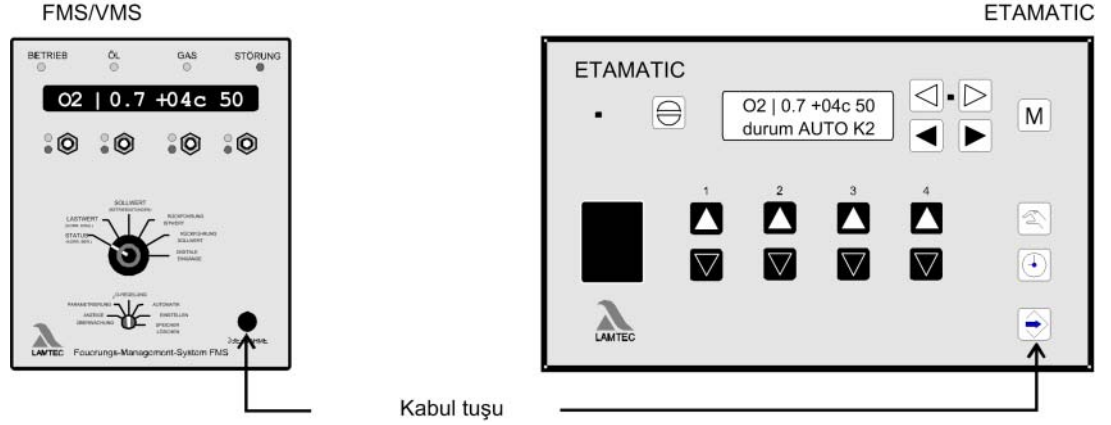 FMS/VMS
ETAMATIC
BETRIEB ÖL GAS STÖRUNG
O2 | 0.7 +04c 50
SOLLWERT
LASTWERT
STATUS
RÜCKFÜHRUNG
RÜCKFÜHRUNG
SOLLWERT
DIGITALE
PARAMETRIERUNG
AUTOMATIK
ANZEIGE
EINSTELLEN
ÜBERWACHUNG
SPEICHER
LÖSCHEN
LAMTEC
Feuerungs-Management-System FMS
ETAMATIC
O2 | 0.7 +04c 50
durum AUTO K2
M
1 2 3 4
LAMTEC
Kabul tuşu